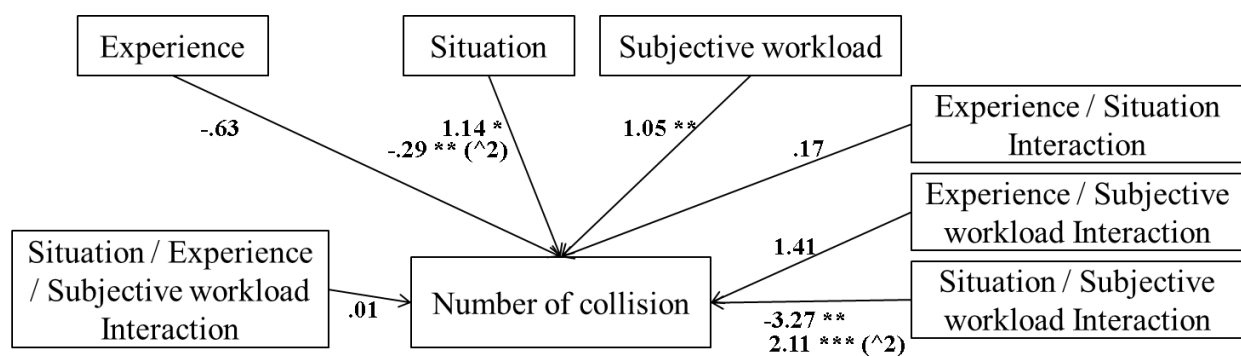 Experience
Situation
Subjective workload
-.63
1.14 *
-.29 ** (^2)
1.05 **
.17
Experience / Situation
Interaction
Experience / Subjective
workload Interaction
1.41
Situation / Experience
/ Subjective workload
Interaction
.01
Number of collision
Situation / Subjective
workload Interaction
-3.27 **
2.11 *** (^2)